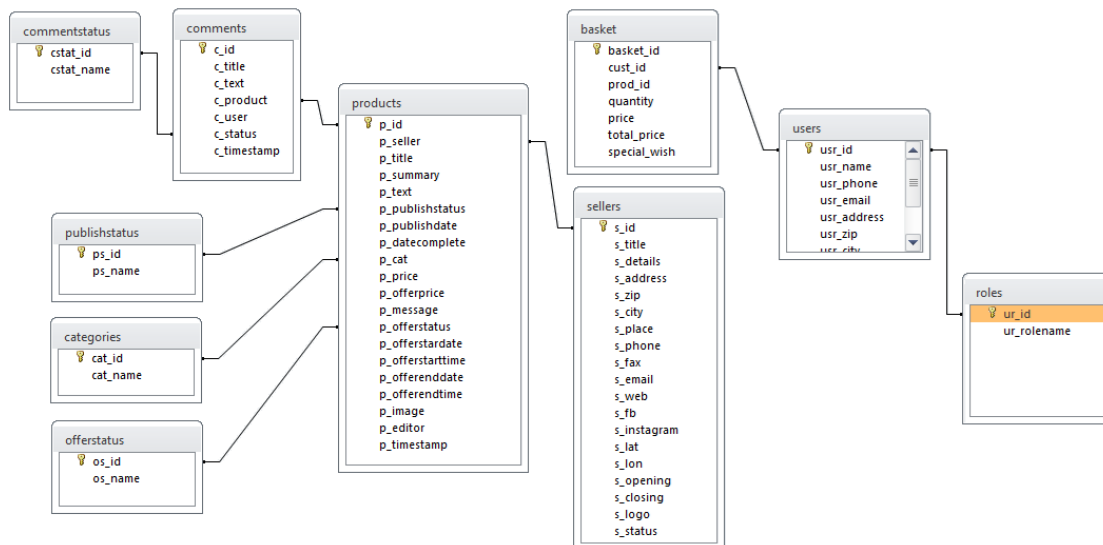 commentstatus
cstat_id
cstat_name
comments
c_id
c_title
c_text
c_product
c_user
c_status
c_timestamp
products
p_id
p_seller
p_title
p_summary
p_text
p_publishstatus
p_publishdate
p_datecomplete
p_cat
p_price
p_offerprice
p_message
p_offerstatus
p_offerstardate
p_offerstarttime
p_offerenddate
p_offerendtime
p_image
p_editor
p_timestamp
publishstatus
ps_id
ps_name
categories
cat_id
cat_name
offerstatus
os_id
os_name
basket
basket_id
cust_id
prod_id
quantity
price
total_price
special_wish
sellers
s_id
s_title
s_details
s_address
s_zip
s_city
s_place
s_phone
s_fax
s_email
s_web
s_fb
s_instagram
s_lat
s_lon
s_opening
s_closing
s_logo
s_status
users
usr_id
usr_name
usr_phone
usr_email
usr_address
usr_zip
usr_city
roles
ur_id
ur_rolename